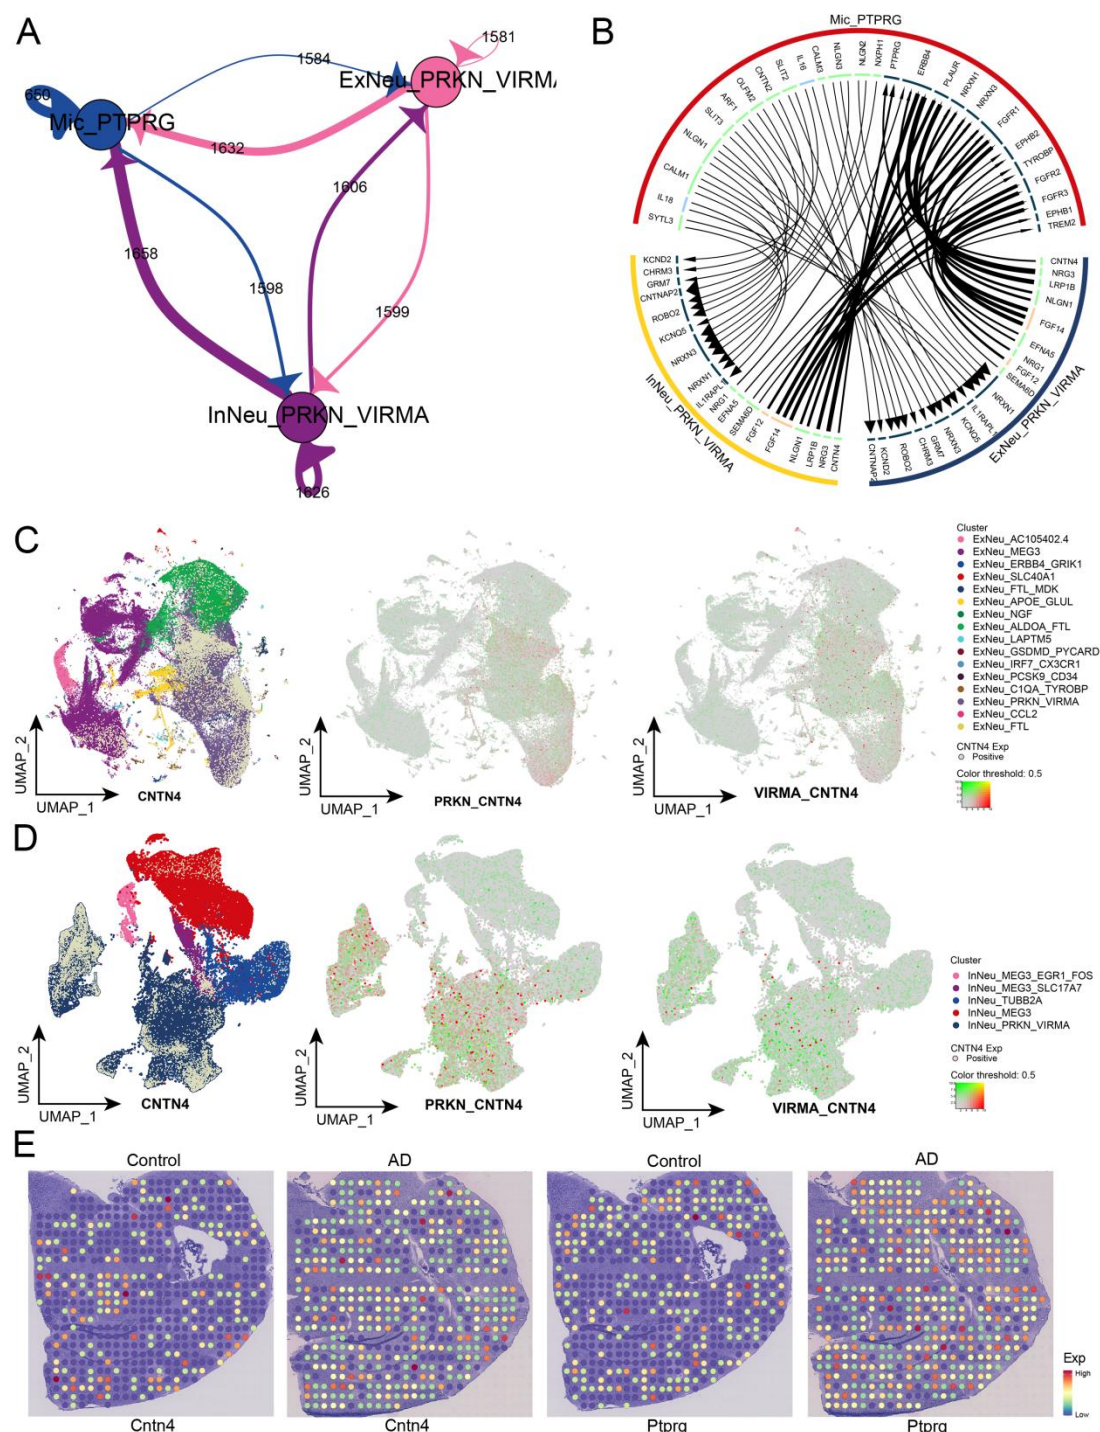 A
1581
1584
ExNeu_PRKN_VIRMA
650
Mic_PTPRG
1632
1606
1658
1598
1599
InNeu_PRKN_VIRMA
1626
B
Mic_PTPRG
SYTL3
IL18
CALM1
NLGN1
SLIT3
ARF1
OLFM2
CNTN2
SLIT2
IL16
CALM3
NLGN3
NLGN2
NXPH1
PTPRG
ERBB4
PLAUR
NRXN1
NRXN3
FGFR1
EPHB2
TYROBP
FGFR2
FGFR3
EPHB1
TREM2
CNTN4
NRG3
LRP1B
NLGN1
FGF14
EFNA5
NRG1
FGF12
SEMA6D
NRXN1
IL1RAPL
KCNQ5
NRXN3
GRM7
CHRM3
ROBO2
KCND2
CNTNAP2
ExNeu_PRKN_VIRMA
KCND2
CHRM3
GRM7
CNTNAP2
ROBO2
KCNQ5
NRXN3
NRXN1
IL1RAPL
NRG1
EFNA5
SEMA6D
FGF12
FGF14
NLGN1
LRP1B
NRG3
CNTN4
InNeu_PRKN_VIRMA
C
UMAP_2
UMAP_1
CNTN4
UMAP_2
UMAP_1
PRKN_CNTN4
UMAP_2
UMAP_1
VIRMA_CNTN4
Cluster
ExNeu_AC105402.4
ExNeu_MEG3
ExNeu_ERBB4_GRIK1
ExNeu_SLC40A1
ExNeu_FTL_MDK
ExNeu_APOE_GLUL
ExNeu_NGF
ExNeu_ALDOA_FTL
ExNeu_LAPTM5
ExNeu_GSDMD_PYCARD
ExNeu_IRF7_CX3CR1
ExNeu_PCSK9_CD34
ExNeu_C1QA_TYROBP
ExNeu_PRKN_VIRMA
ExNeu_CCL2
ExNeu_FTL
CNTN4 Exp
Positive
Color threshold: 0.5
D
UMAP_2
UMAP_1
CNTN4
UMAP_2
UMAP_1
PRKN_CNTN4
UMAP_2
UMAP_1
VIRMA_CNTN4
Cluster
InNeu_MEG3_EGR1_FOS
InNeu_MEG3_SLC17A7
InNeu_TUBB2A
InNeu_MEG3
InNeu_PRKN_VIRMA
CNTN4 Exp
Positive
Color threshold: 0.5
E
Control
AD
Control
AD
Cntn4
Cntn4
Ptprg
Ptprg
Exp
High
Low